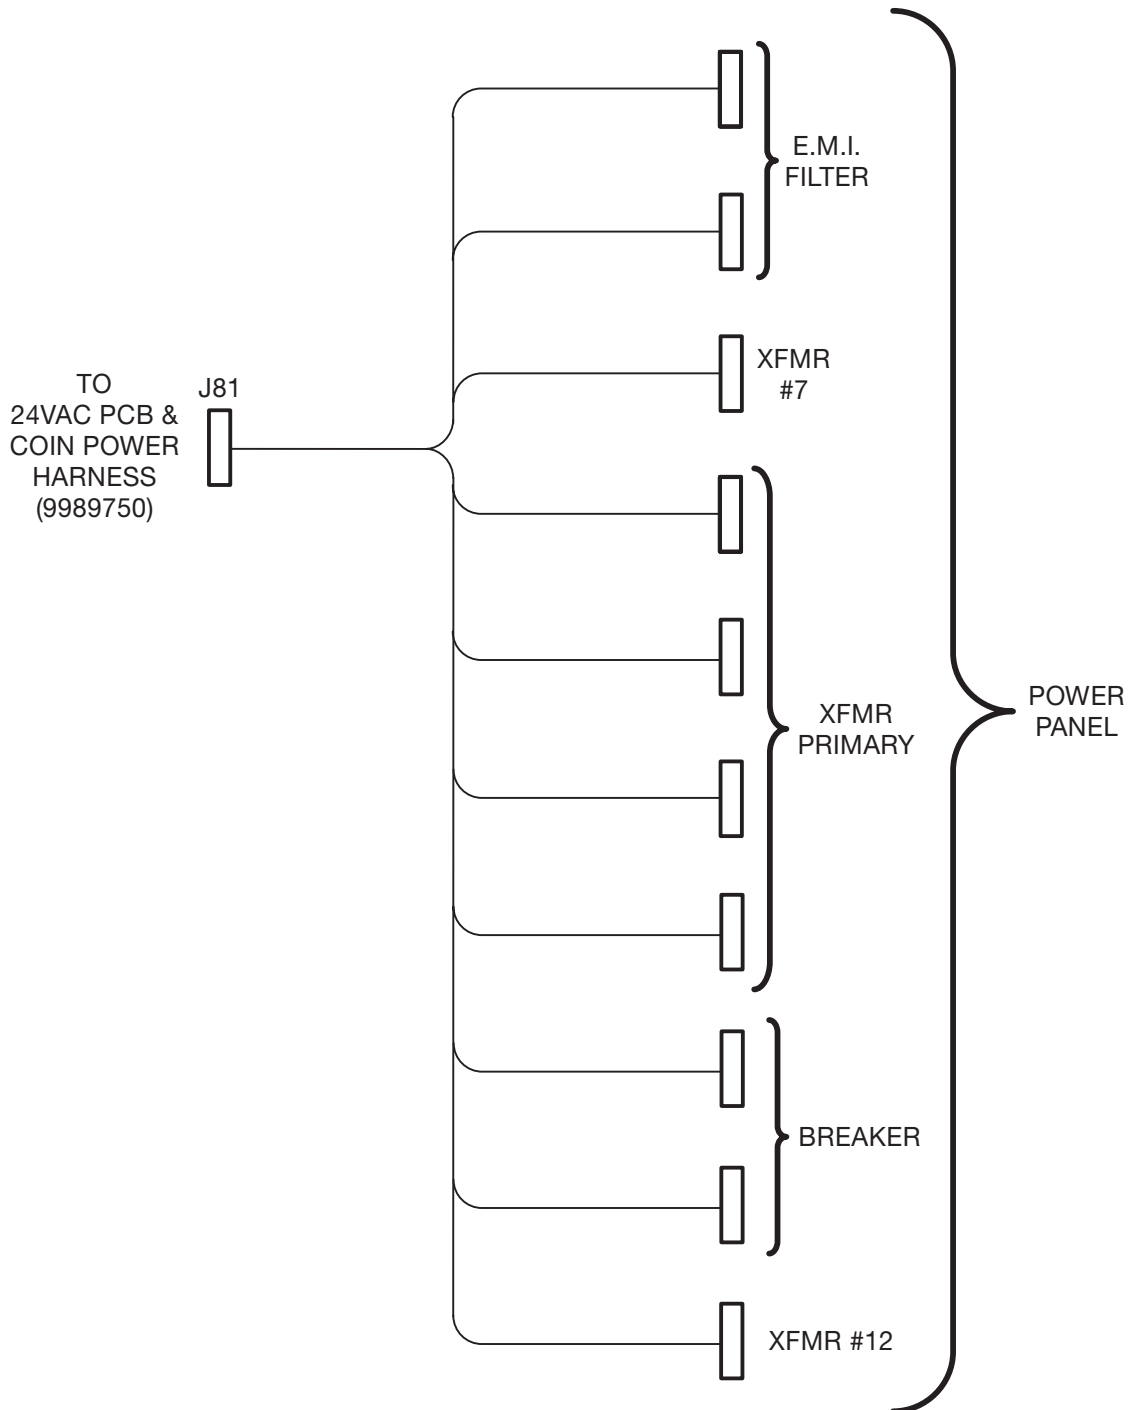 E.M.I.
FILTER
XFMR
#7
TO
24VAC PCB &
COIN POWER
HARNESS
(9989750)
J81
XFMR
PRIMARY
POWER
PANEL
BREAKER
XFMR #12